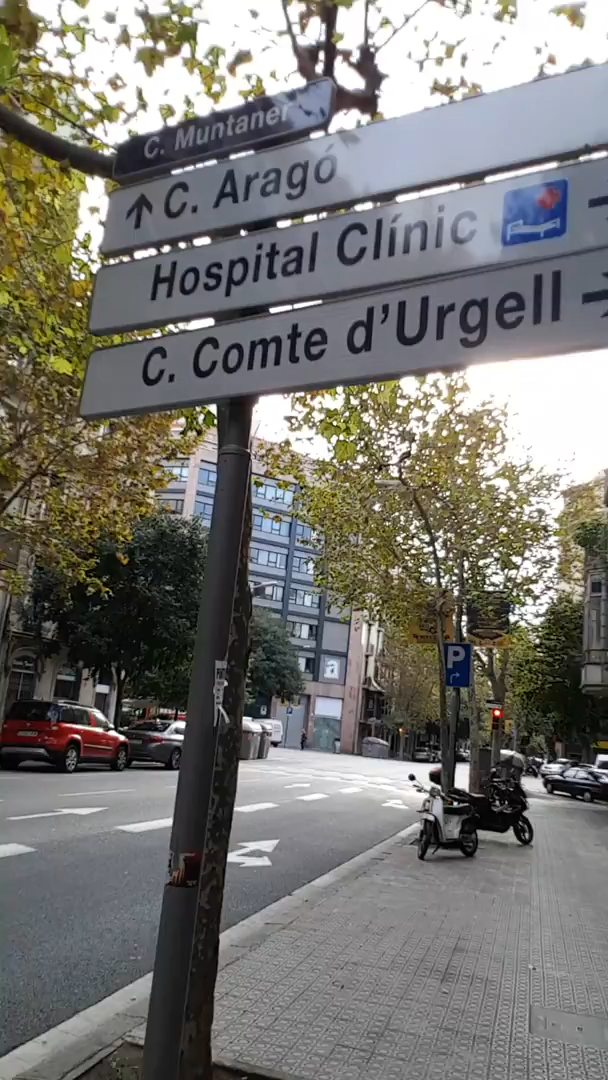 C. Muntaner
C. Aragó
Hospital Clínic
C. Comte d'Urgell
P